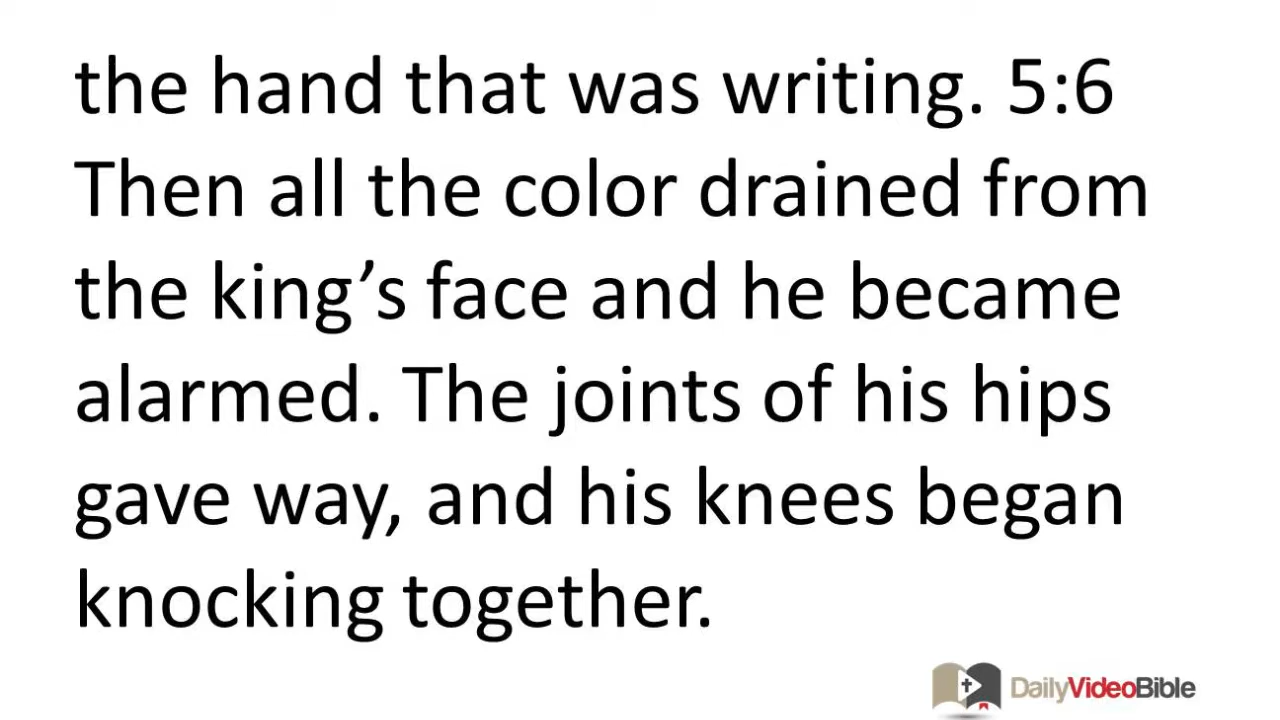 the hand that was writing. 5:6
Then all the color drained from
the king’s face and he became
alarmed. The joints of his hips
gave way, and his knees began
knocking together.
DailyVideoBible